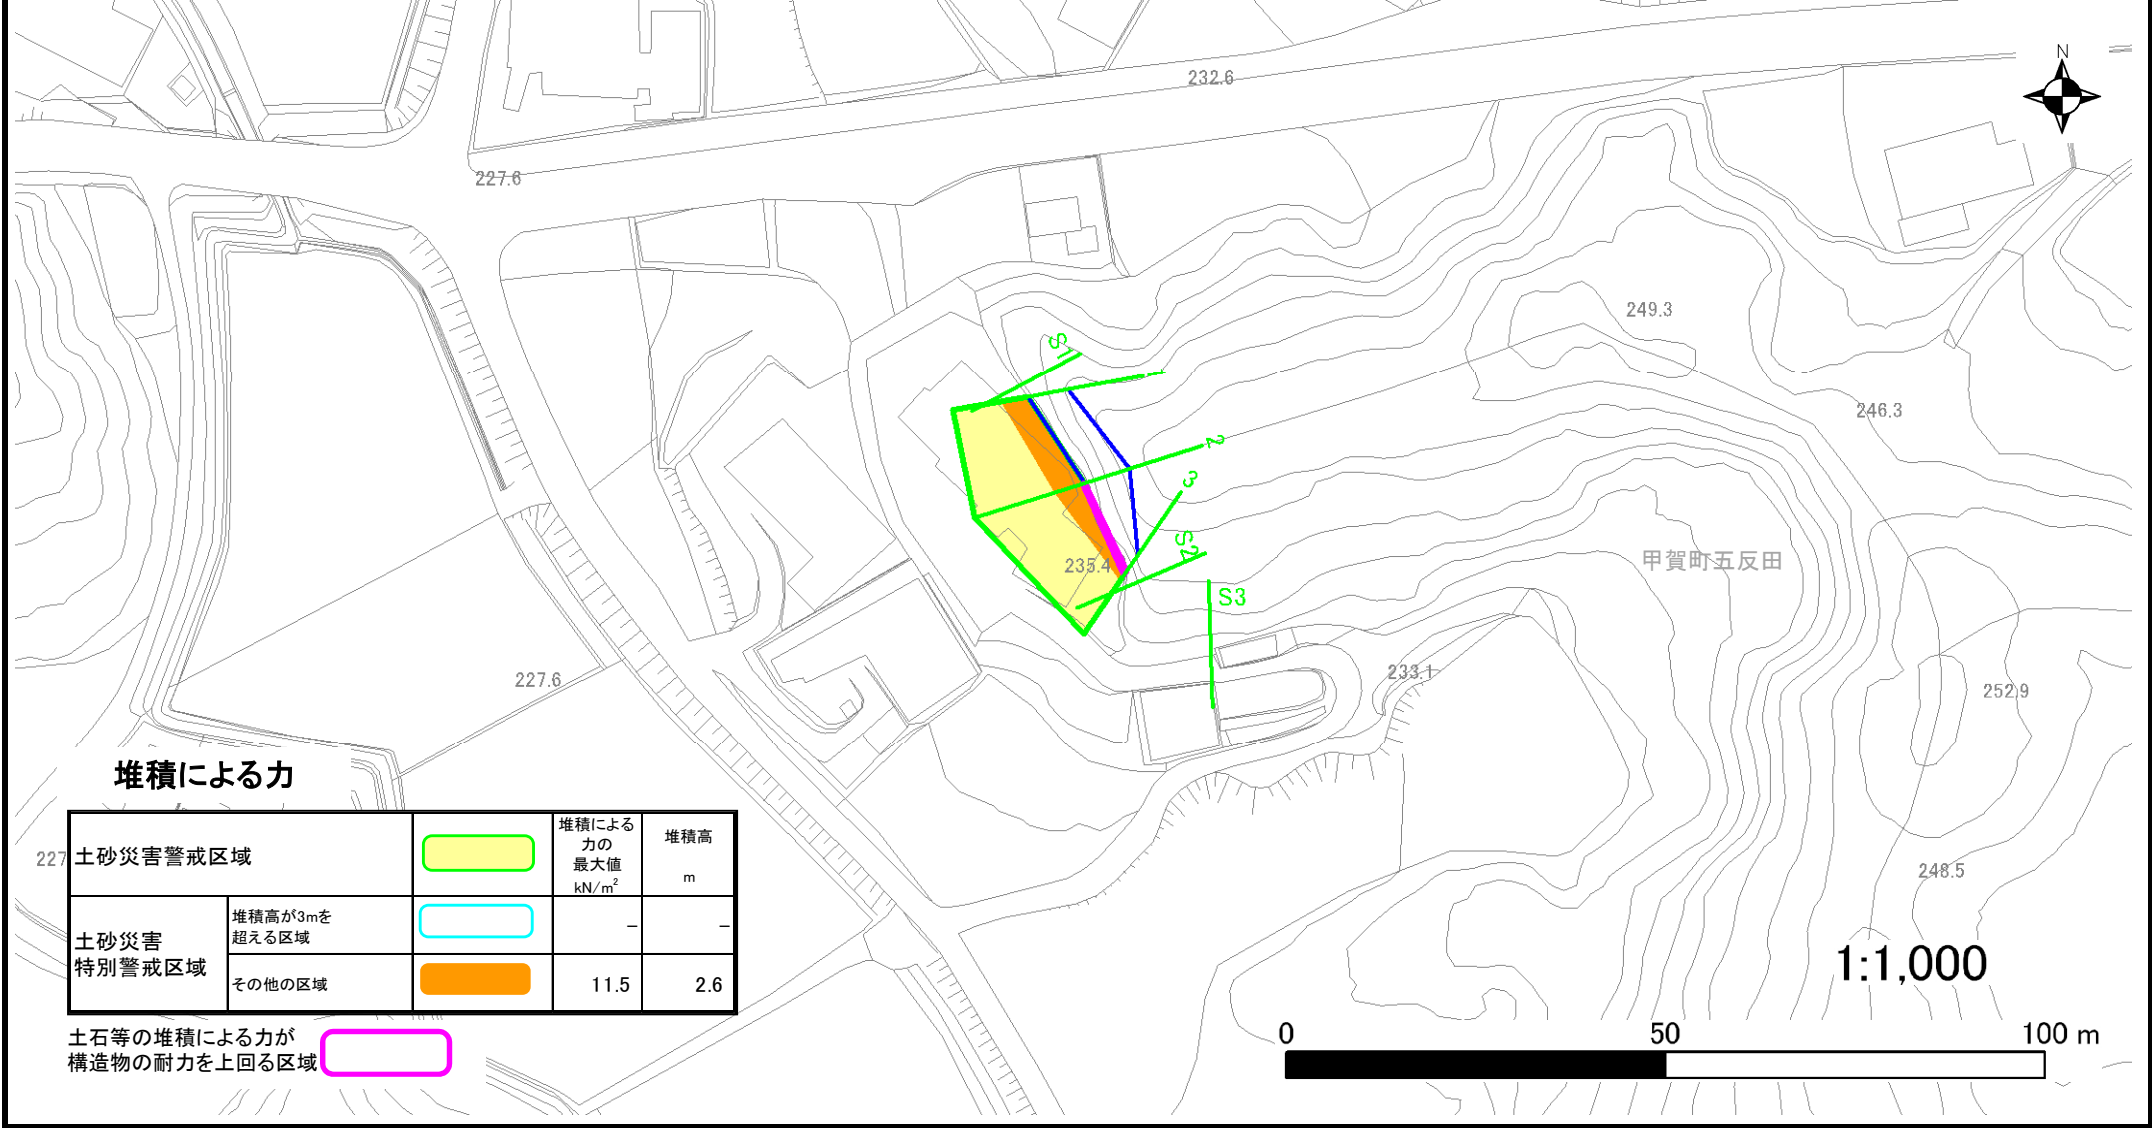 N
232.6
227.6
249.3
S1
246.3
2
3
S2
235.4
甲賀町五反田
S3
233.1
227.6
252.9
堆積による力
227
土砂災害警戒区域
堆積による
力の
最大値
kN/m²
堆積高
m
248.5
土砂災害
特別警戒区域
堆積高が3mを
超える区域
－
－
その他の区域
11.5
2.6
1:1,000
土石等の堆積による力が
構造物の耐力を上回る区域
0
50
100 m